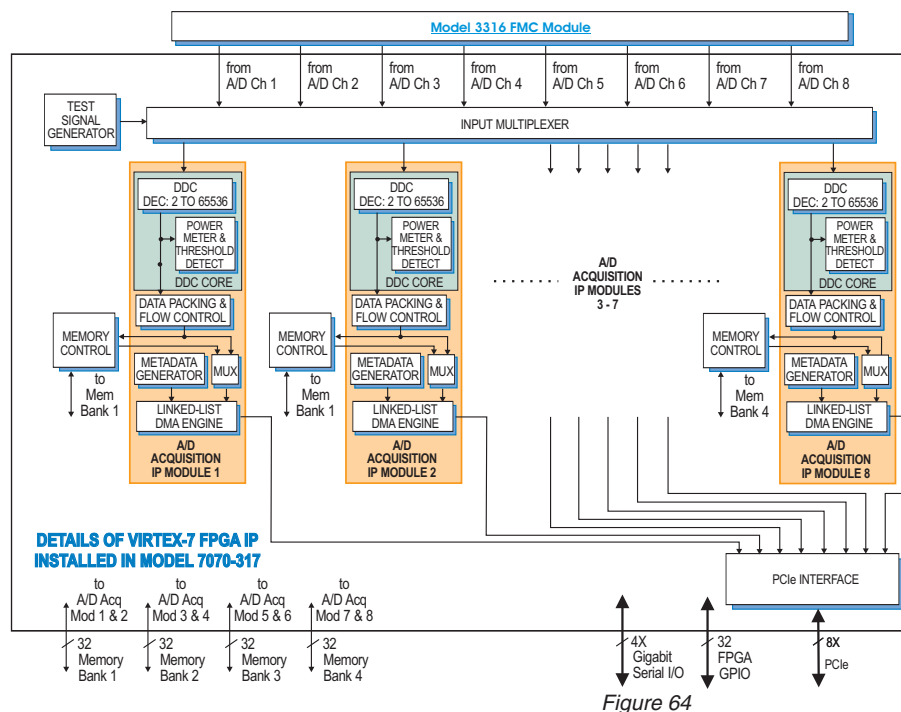 Model 3316 FMC Module
from
A/D Ch 1
from
A/D Ch 2
from
A/D Ch 3
from
A/D Ch 4
from
A/D Ch 5
from
A/D Ch 6
from
A/D Ch 7
from
A/D Ch 8
TEST
SIGNAL
GENERATOR
INPUT MULTIPLEXER
DDC
DEC: 2 TO 65536
POWER
METER &
THRESHOLD
DETECT
DDC CORE
DATA PACKING &
FLOW CONTROL
MEMORY
CONTROL
METADATA
GENERATOR
MUX
to
Mem
Bank 1
LINKED-LIST
DMA ENGINE
A/D
ACQUISITION
IP MODULE 1
DDC
DEC: 2 TO 65536
POWER
METER &
THRESHOLD
DETECT
DDC CORE
DATA PACKING &
FLOW CONTROL
MEMORY
CONTROL
METADATA
GENERATOR
MUX
to
Mem
Bank 1
LINKED-LIST
DMA ENGINE
A/D
ACQUISITION
IP MODULE 2
A/D
ACQUISITION
IP MODULES
3 - 7
DDC
DEC: 2 TO 65536
POWER
METER &
THRESHOLD
DETECT
DDC CORE
DATA PACKING &
FLOW CONTROL
MEMORY
CONTROL
METADATA
GENERATOR
MUX
to
Mem
Bank 4
LINKED-LIST
DMA ENGINE
A/D
ACQUISITION
IP MODULE 8
DETAILS OF VIRTEX-7 FPGA IP
INSTALLED IN MODEL 7070-317
PCIe INTERFACE
to
A/D Acq
Mod 1 & 2
to
A/D Acq
Mod 3 & 4
to
A/D Acq
Mod 5 & 6
to
A/D Acq
Mod 7 & 8
32
Memory
Bank 1
32
Memory
Bank 2
32
Memory
Bank 3
32
Memory
Bank 4
4X
Gigabit
Serial I/O
32
FPGA
GPIO
8X
PCIe
Figure 64